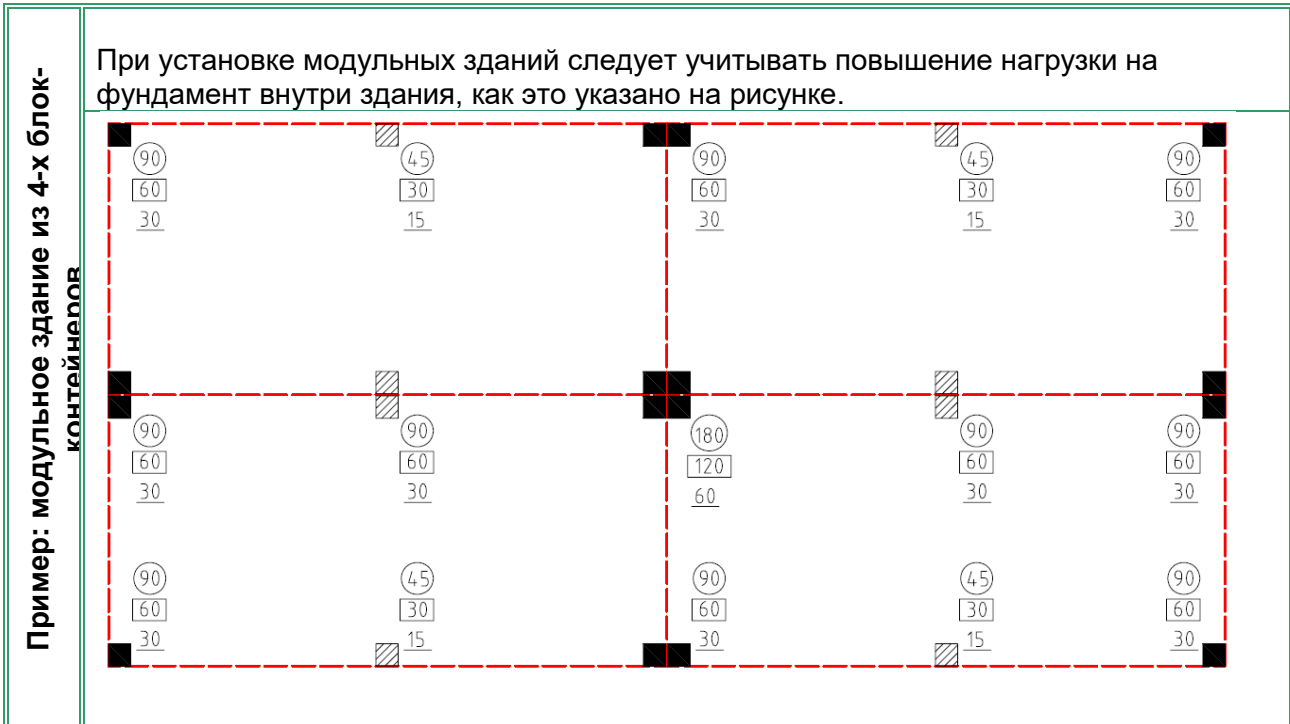 Пример: модульное здание из 4-х блок-
контейнеров
При установке модульных зданий следует учитывать повышение нагрузки на
фундамент внутри здания, как это указано на рисунке.
90 45 90 45 90
60 30 60 30 60
30 15 30 15 30
90 90 180 90 90
60 60 120 60 60
30 30 60 30 30
90 45 90 45 90
60 30 60 30 60
30 15 30 15 30